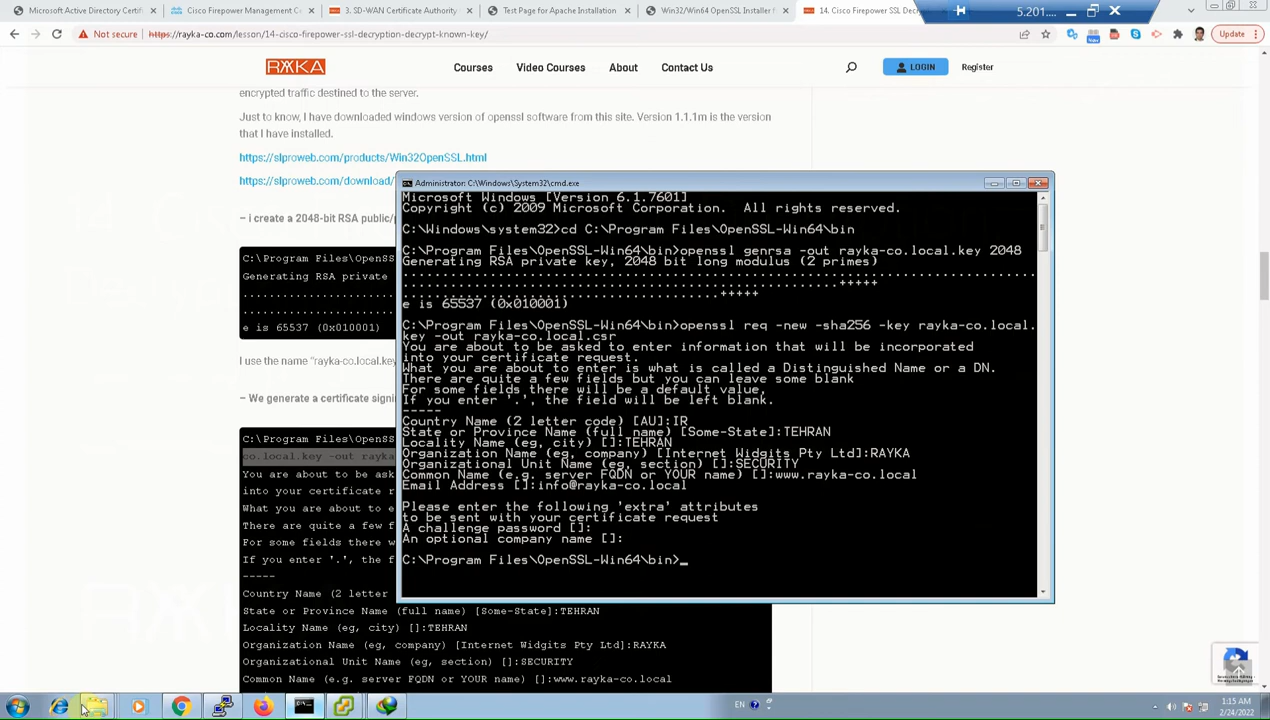 Microsoft Active Directory Certifi
Cisco Firepower Management C
3. SD-WAN Certificate Authority
Test Page for Apache Installation
Win32/Win64 OpenSSL Installer f
14. Cisco Firepower SSL Dec
5.201....
Not secure
https://rayka-co.com/lesson/14-cisco-firepower-ssl-decryption-decrypt-known-key/
Update
RAYKA
Courses
Video Courses
About
Contact Us
LOGIN
Register
encrypted traffic destined to the server.
Just to know, I have downloaded windows version of openssl software from this site. Version 1.1.1m is the version
that I have installed.
https://slproweb.com/products/Win32OpenSSL.html
https://slproweb.com/download/
– i create a 2048-bit RSA public/p
C:\Program Files\OpenSS
Generating RSA private
e is 65537 (0x010001)
I use the name "rayka-co.local.key
– We generate a certificate signi
C:\Program Files\OpenSS
co.local.key -out rayka
You are about to be ask
into your certificate r
What you are about to e
There are quite a few f
For some fields there w
If you enter '.', the f
-----
Country Name (2 letter
State or Province Name (full name) [Some-State]:TEHRAN
Locality Name (eg, city) []:TEHRAN
Organization Name (eg, company) [Internet Widgits Pty Ltd]:RAYKA
Organizational Unit Name (eg, section) []:SECURITY
Common Name (e.g. server FQDN or YOUR name) []:www.rayka-co.local
Administrator: C:\Windows\System32\cmd.exe
Microsoft Windows [Version 6.1.7601]
Copyright (c) 2009 Microsoft Corporation.  All rights reserved.
C:\Windows\system32>cd C:\Program Files\OpenSSL-Win64\bin
C:\Program Files\OpenSSL-Win64\bin>openssl genrsa -out rayka-co.local.key 2048
Generating RSA private key, 2048 bit long modulus (2 primes)
..........................................................................
...................................................+++++
.....................................+++++
e is 65537 (0x010001)
C:\Program Files\OpenSSL-Win64\bin>openssl req -new -sha256 -key rayka-co.local.
key -out rayka-co.local.csr
You are about to be asked to enter information that will be incorporated
into your certificate request.
What you are about to enter is what is called a Distinguished Name or a DN.
There are quite a few fields but you can leave some blank
For some fields there will be a default value,
If you enter '.', the field will be left blank.
-----
Country Name (2 letter code) [AU]:IR
State or Province Name (full name) [Some-State]:TEHRAN
Locality Name (eg, city) []:TEHRAN
Organization Name (eg, company) [Internet Widgits Pty Ltd]:RAYKA
Organizational Unit Name (eg, section) []:SECURITY
Common Name (e.g. server FQDN or YOUR name) []:www.rayka-co.local
Email Address []:info@rayka-co.local
Please enter the following 'extra' attributes
to be sent with your certificate request
A challenge password []:
An optional company name []:
C:\Program Files\OpenSSL-Win64\bin>_
EN
1:15 AM
2/24/2022